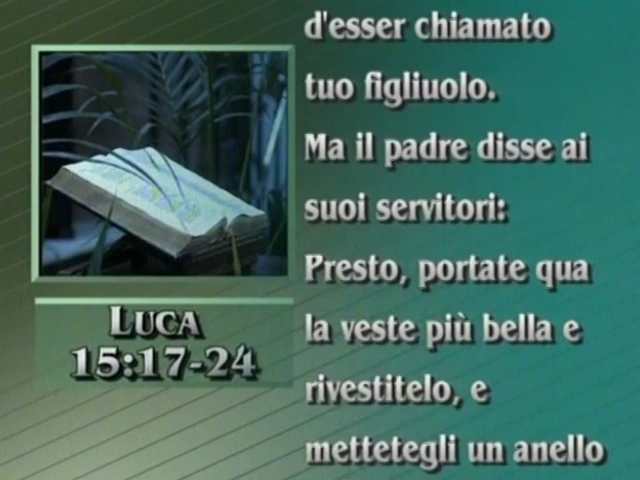 d'esser chiamato
tuo figliuolo.
Ma il padre disse ai
suoi servitori:
Presto, portate qua
la veste più bella e
rivestitelo, e
mettetegli un anello
LUCA
15:17-24